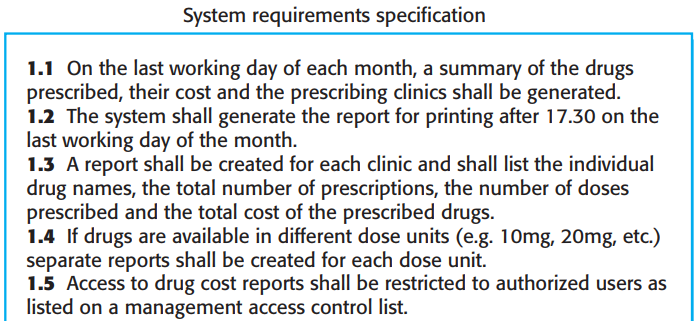 System requirements specification
1.1 On the last working day of each month, a summary of the drugs
prescribed, their cost and the prescribing clinics shall be generated.
1.2 The system shall generate the report for printing after 17.30 on the
last working day of the month.
1.3 A report shall be created for each clinic and shall list the individual
drug names, the total number of prescriptions, the number of doses
prescribed and the total cost of the prescribed drugs.
1.4 If drugs are available in different dose units (e.g. 10mg, 20mg, etc.)
separate reports shall be created for each dose unit.
1.5 Access to drug cost reports shall be restricted to authorized users as
listed on a management access control list.